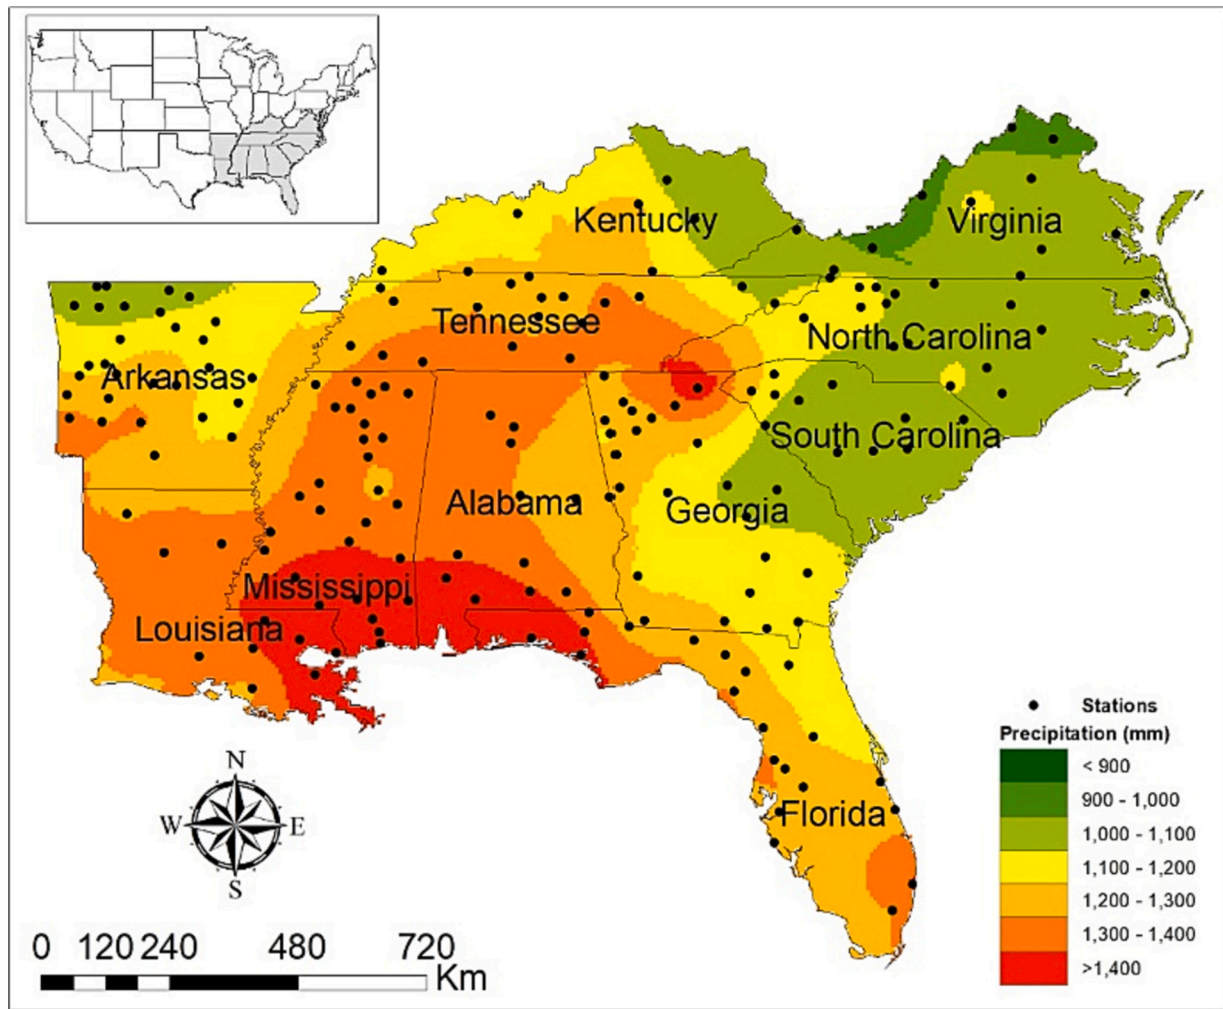 Kentucky
Virginia
Tennessee
North Carolina
Arkansas
South Carolina
Alabama
Georgia
Mississippi
Louisiana
Florida
Stations
Precipitation (mm)
< 900
900 - 1,000
1,000 - 1,100
1,100 - 1,200
1,200 - 1,300
1,300 - 1,400
>1,400
N
W
E
S
0 120 240 480 720
Km